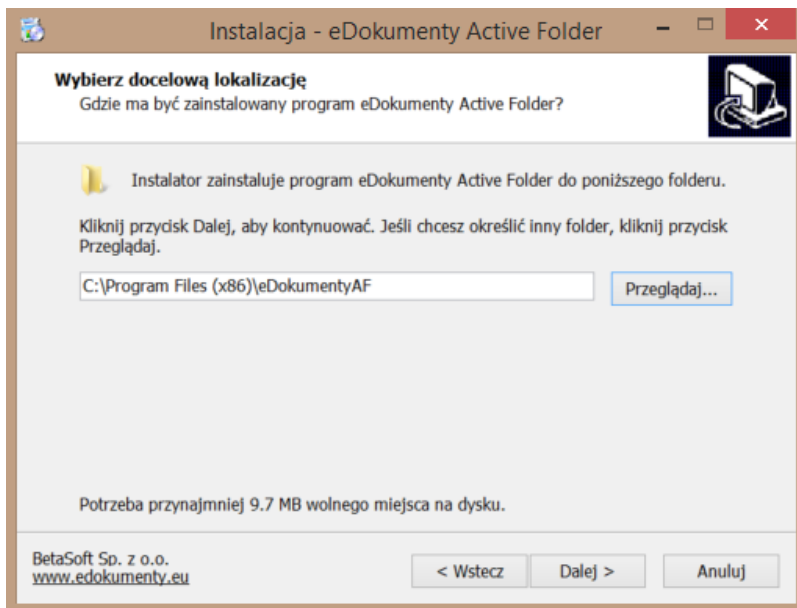 Instalacja - eDokumenty Active Folder
Wybierz docelową lokalizację
Gdzie ma być zainstalowany program eDokumenty Active Folder?
Instalator zainstaluje program eDokumenty Active Folder do poniższego folderu.
Kliknij przycisk Dalej, aby kontynuować. Jeśli chcesz określić inny folder, kliknij przycisk
Przeglądaj.
C:\Program Files (x86)\eDokumentyAF
Przeglądaj...
Potrzeba przynajmniej 9.7 MB wolnego miejsca na dysku.
BetaSoft Sp. z o.o.
www.edokumenty.eu
< Wstecz
Dalej >
Anuluj